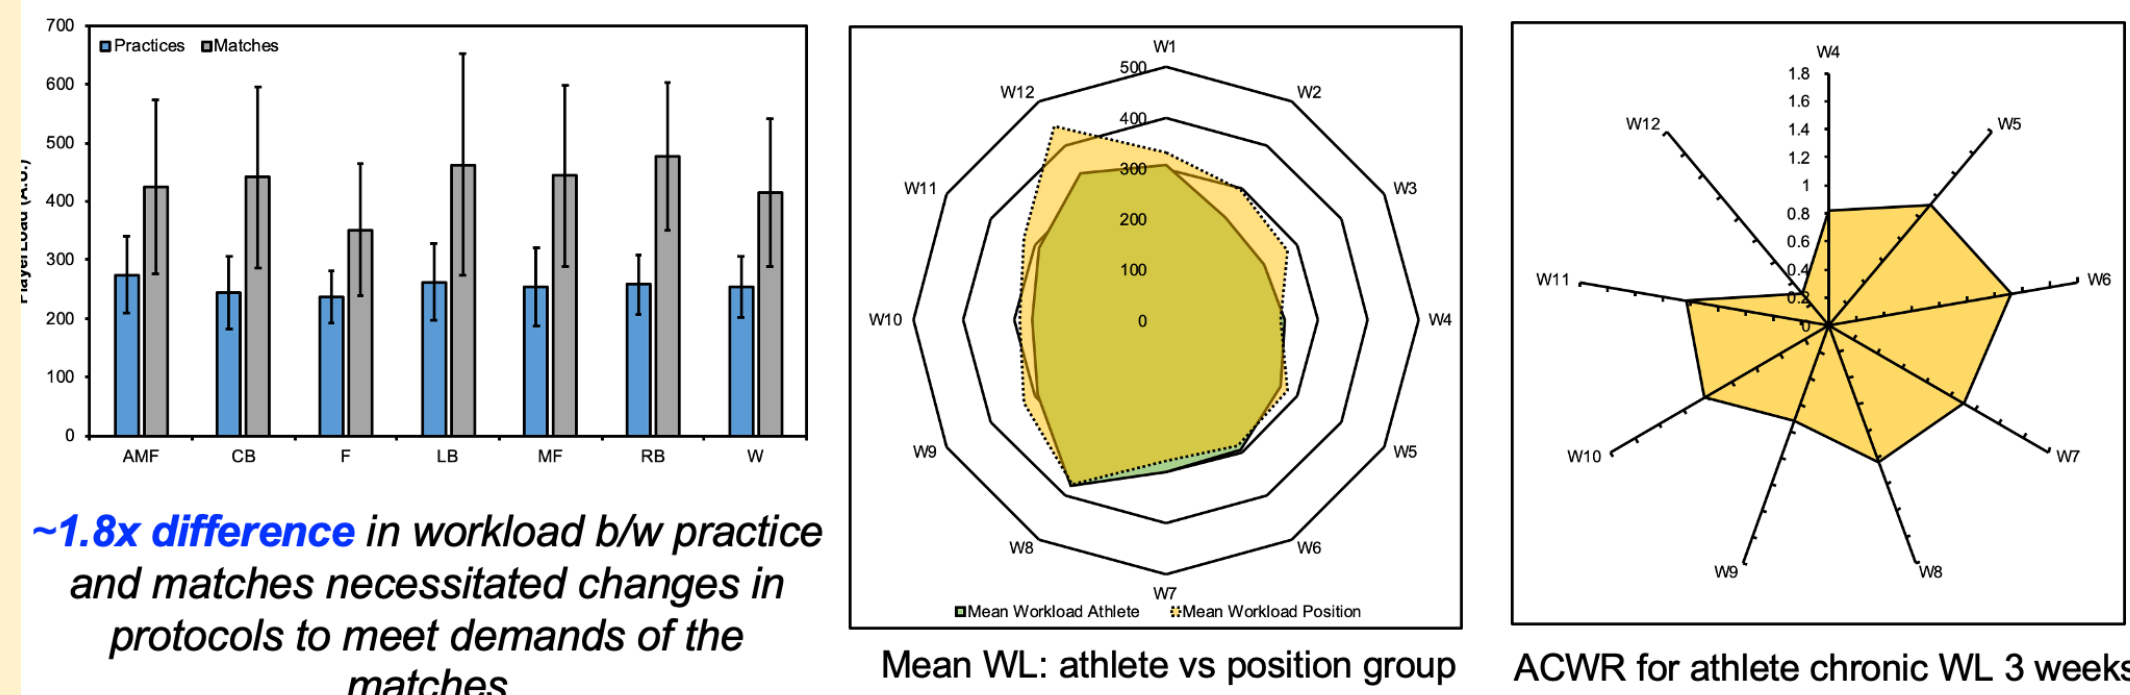 700
600
500
400
300
200
100
0
PlayerLoad (A.U.)
Practices Matches
AMF CB F LB MF RB W
~1.8x difference in workload b/w practice
and matches necessitated changes in
protocols to meet demands of the
matches
W1
W2
W3
W4
W5
W6
W7
W8
W9
W10
W11
W12
500
400
300
200
100
0
Mean Workload Athlete Mean Workload Position
Mean WL: athlete vs position group
W4
W5
W6
W7
W8
W9
W10
W11
W12
1.8
1.6
1.4
1.2
1
0.8
0.6
0.4
0.2
0
ACWR for athlete chronic WL 3 weeks